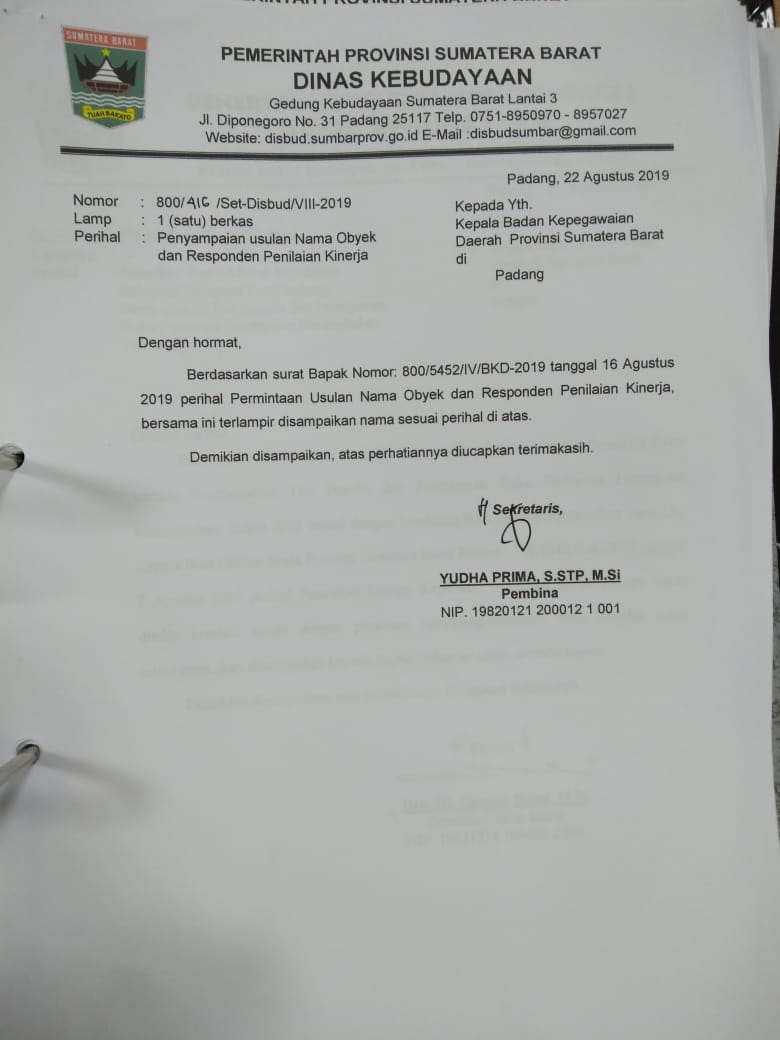 SUMATERA BARAT
TUAH SAKATO
PEMERINTAH PROVINSI SUMATERA BARAT
DINAS KEBUDAYAAN
Gedung Kebudayaan Sumatera Barat Lantai 3
Jl. Diponegoro No. 31 Padang 25117 Telp. 0751-8950970 - 8957027
Website: disbud.sumbarprov.go.id E-Mail :disbudsumbar@gmail.com
Padang, 22 Agustus 2019
Nomor : 800/416 /Set-Disbud/VIII-2019
Lamp : 1 (satu) berkas
Perihal : Penyampaian usulan Nama Obyek
dan Responden Penilaian Kinerja
Kepada Yth.
Kepala Badan Kepegawaian
Daerah Provinsi Sumatera Barat
di
Padang
Dengan hormat,
Berdasarkan surat Bapak Nomor: 800/5452/IV/BKD-2019 tanggal 16 Agustus
2019 perihal Permintaan Usulan Nama Obyek dan Responden Penilaian Kinerja,
bersama ini terlampir disampaikan nama sesuai perihal di atas.
Demikian disampaikan, atas perhatiannya diucapkan terimakasih.
Sekretaris,
YUDHA PRIMA, S.STP, M.Si
Pembina
NIP. 19820121 200012 1 001